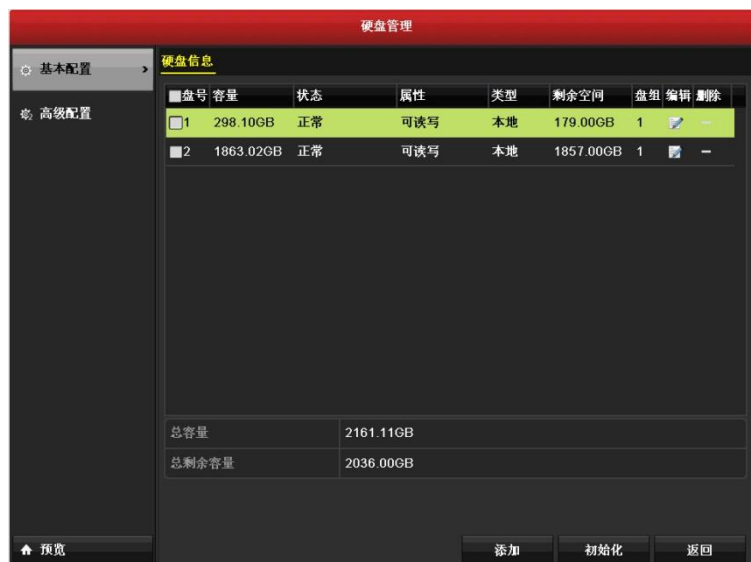 硬盘管理
基本配置
高级配置
硬盘信息
盘号 容量 状态 属性 类型 剩余空间 盘组 编辑 删除
1 298.10GB 正常 可读写 本地 179.00GB 1 –
2 1863.02GB 正常 可读写 本地 1857.00GB 1 –
总容量 2161.11GB
总剩余容量 2036.00GB
预览 添加 初始化 返回